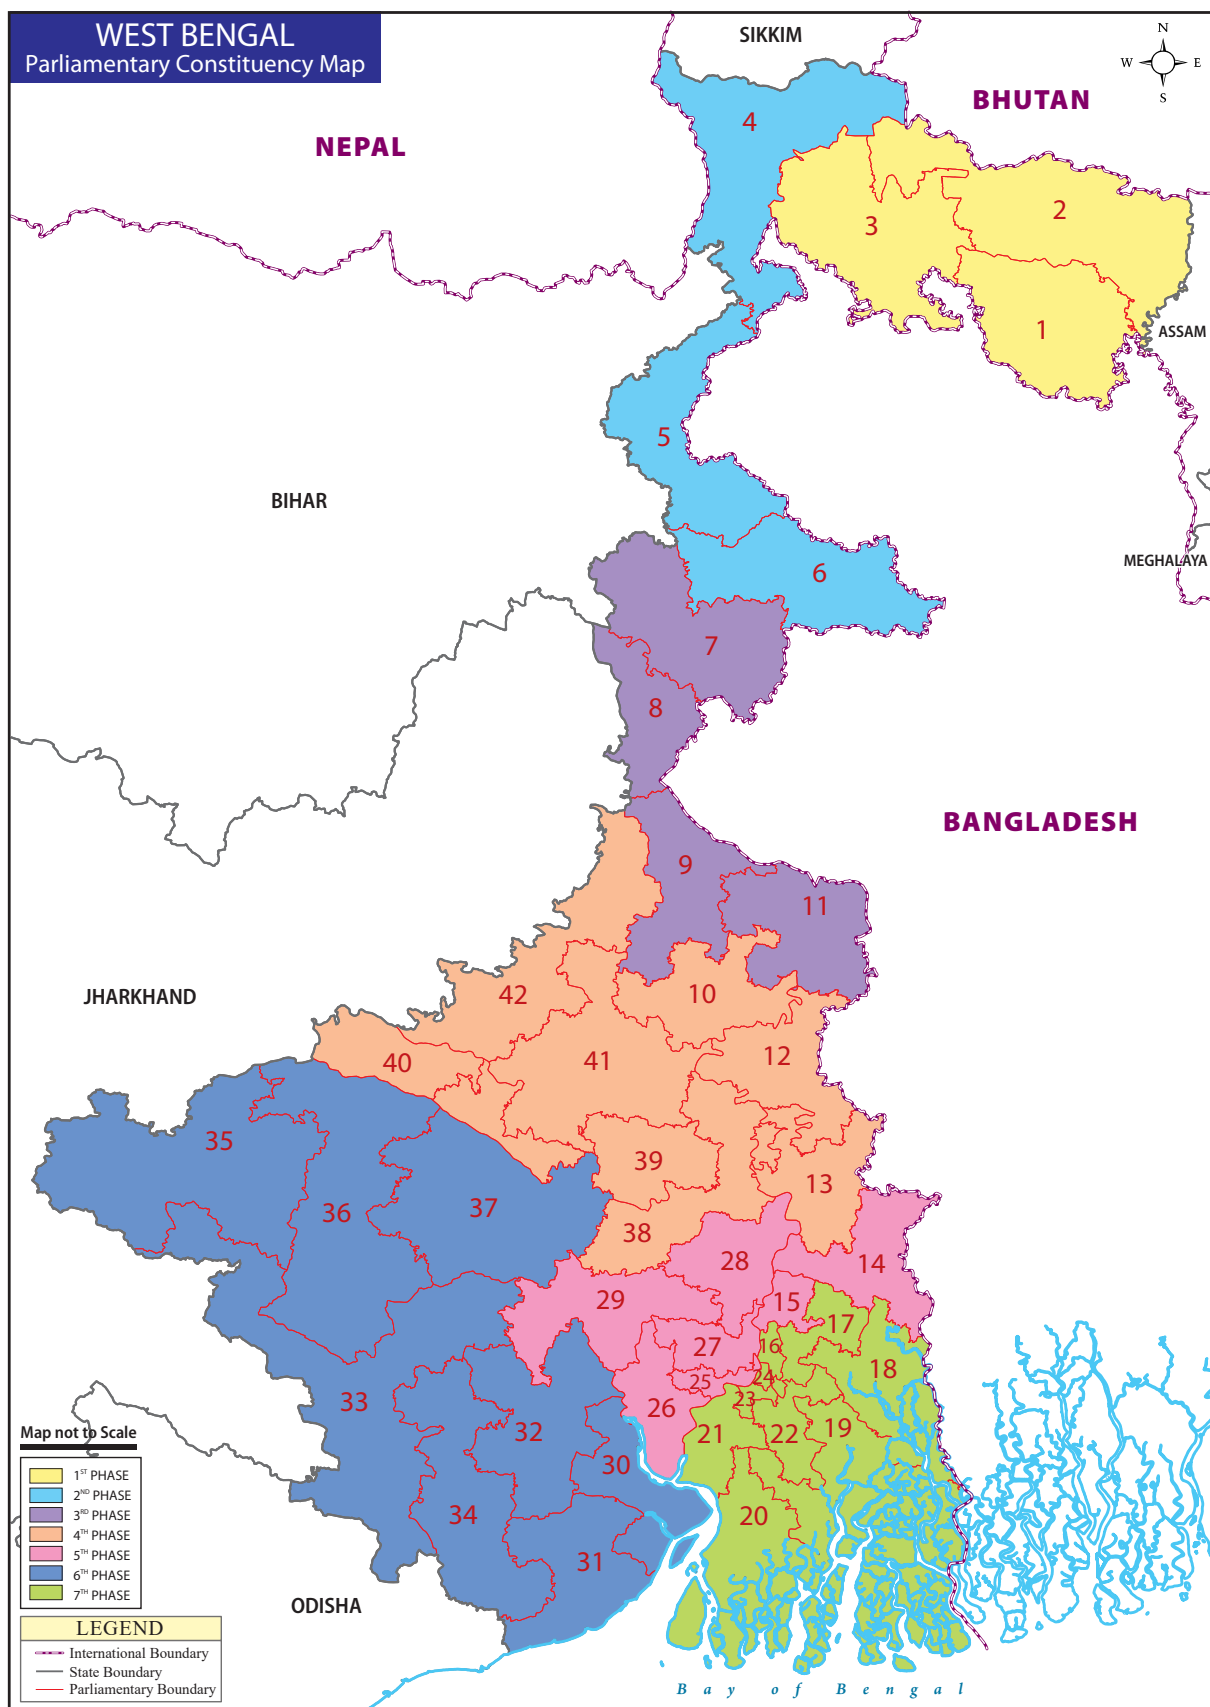 WEST BENGAL
Parliamentary Constituency Map
SIKKIM
N
W E
S
BHUTAN
NEPAL
4
2
3
1
ASSAM
5
BIHAR
MEGHALAYA
6
7
8
BANGLADESH
9
11
JHARKHAND
42
10
40
41
12
35
39
13
36
37
38
28
14
29
15
17
27
16
18
25
24
33
26
23
32
21
22
19
30
34
20
31
Map not to Scale
1ST PHASE
2ND PHASE
3RD PHASE
4TH PHASE
5TH PHASE
6TH PHASE
7TH PHASE
ODISHA
LEGEND
International Boundary
State Boundary
Parliamentary Boundary
Bay of Bengal